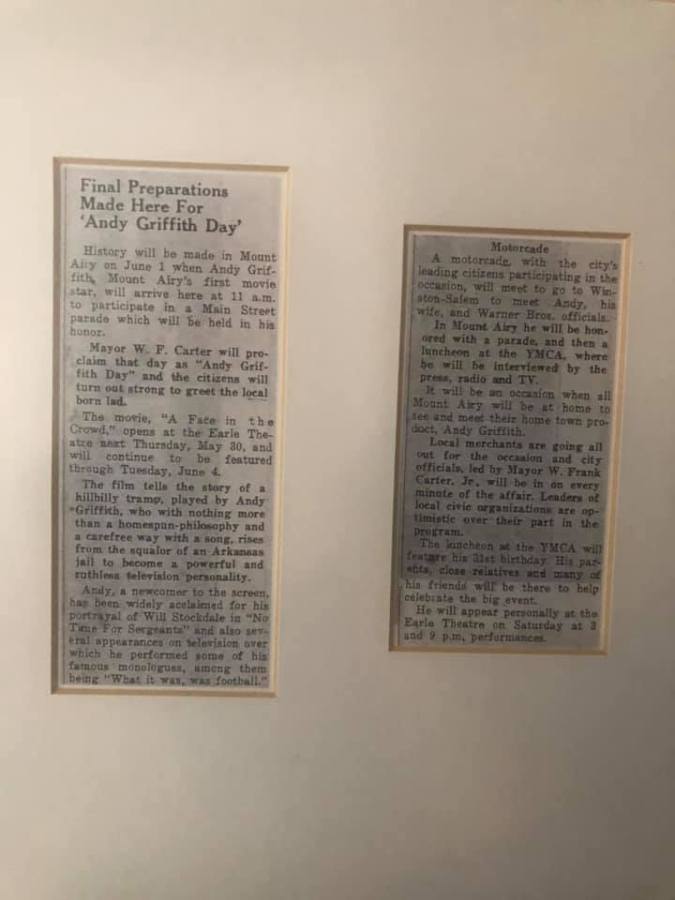 Final Preparations
Made Here For
'Andy Griffith Day'
History will be made in Mount
Airy on June 1 when Andy Grif-
fith, Mount Airy's first movie
star, will arrive here at 11 a.m.
to participate in a Main Street
parade which will be held in his
honor.
Mayor W. F. Carter will pro-
claim that day as "Andy Grif-
fith Day" and the citizens will
turn out strong to greet the local
born lad.
The movie, "A Face in the
Crowd," opens at the Earle The-
atre next Thursday, May 30, and
will continue to be featured
through Tuesday, June 4.
The film tells the story of a
hillbilly tramp, played by Andy
Griffith, who with nothing more
than a homespun-philosophy and
a carefree way with a song, rises
from the squalor of an Arkansas
jail to become a powerful and
ruthless television personality.
Andy, a newcomer to the screen,
has been widely acclaimed for his
portrayal of Will Stockdale in "No
Time For Sergeants" and also sev-
eral appearances on television over
which he performed some of his
famous monologues, among them
being "What it was, was football."
Motorcade
A motorcade, with the city's
leading citizens participating in the
occasion, will meet to go to Win-
ston-Salem to meet Andy, his
wife, and Warner Bros. officials.
In Mount Airy he will be hon-
ored with a parade, and then a
luncheon at the YMCA, where
he will be interviewed by the
press, radio and TV.
It will be an occasion when all
Mount Airy will be at home to
see and meet their home town pro-
duct, Andy Griffith.
Local merchants are going all
out for the occasion and city
officials, led by Mayor W. Frank
Carter, Jr., will be in on every
minute of the affair. Leaders of
local civic organizations are op-
timistic over their part in the
program.
The luncheon at the YMCA will
feature his 31st birthday. His par-
ents, close relatives and many of
his friends will be there to help
celebrate the big event.
He will appear personally at the
Earle Theatre on Saturday at 3
and 9 p.m. performances.